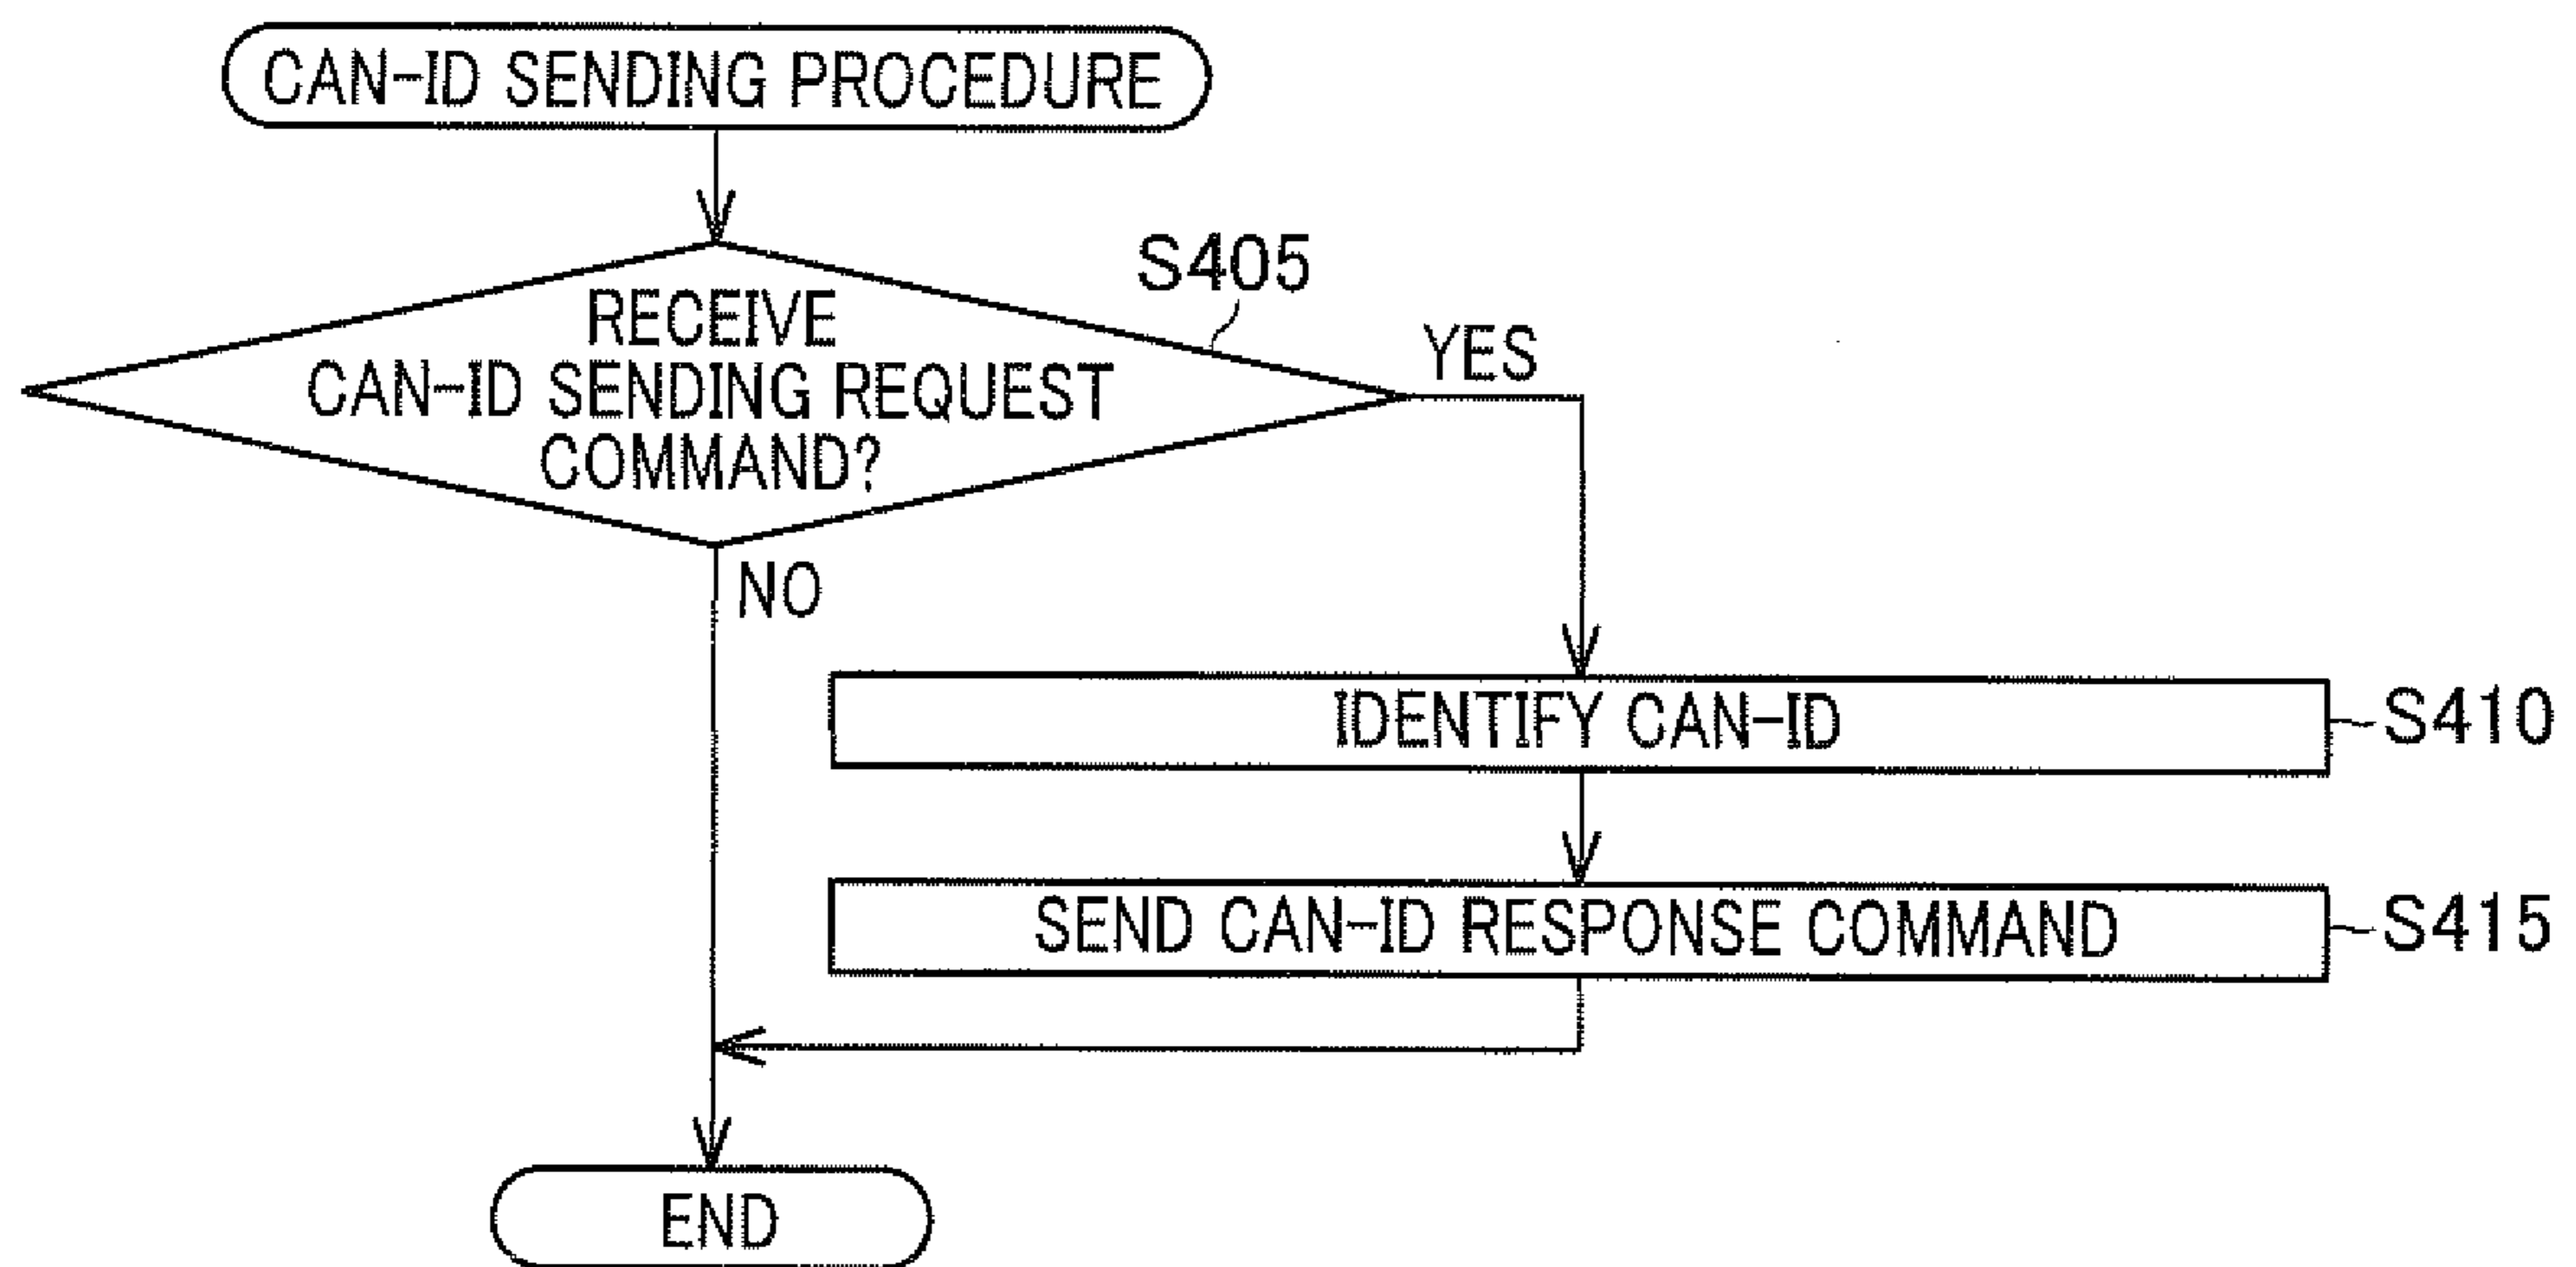 CAN-ID SENDING PROCEDURE
S405
RECEIVE
CAN-ID SENDING REQUEST
COMMAND?
YES
NO
IDENTIFY CAN-ID
S410
SEND CAN-ID RESPONSE COMMAND
S415
END